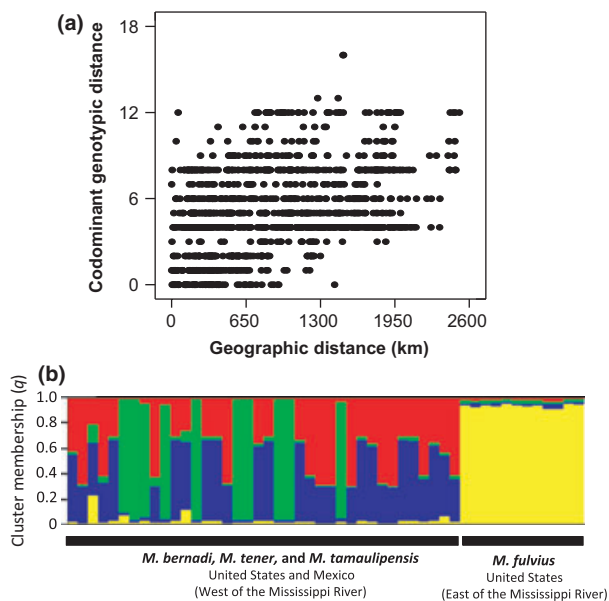 (a)
18
12
6
0
Codominant genotypic distance
0 650 1300 1950 2600
Geographic distance (km)
(b)
1.0
0.8
0.6
0.4
0.2
0
Cluster membership (q)
M. bernadi, M. tener, and M. tamaulipensis
United States and Mexico
(West of the Mississippi River)
M. fulvius
United States
(East of the Mississippi River)